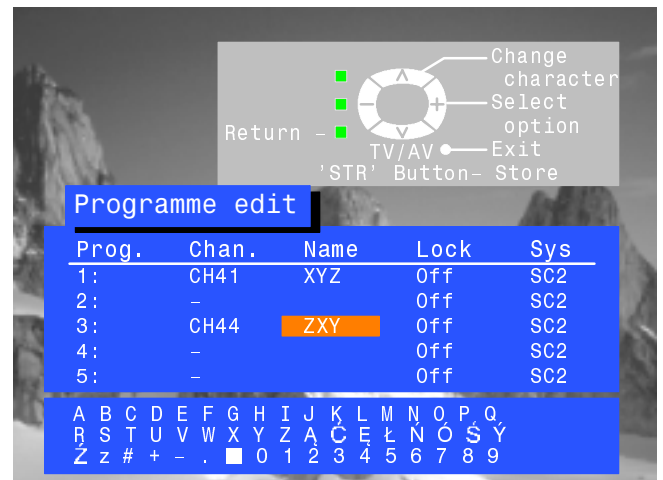 Change
character
Select
option
Return –
TV/AV
Exit
'STR' Button– Store
Programme edit
Prog. Chan. Name Lock Sys
1: CH41 XYZ Off SC2
2: – Off SC2
3: CH44 ZXY Off SC2
4: – Off SC2
5: – Off SC2
A B C D E F G H I J K L M N O P Q
R S T U V W X Y Z Ą Ć Ę Ł Ń Ó Ś Ý
Ź z # + – . ■ 0 1 2 3 4 5 6 7 8 9